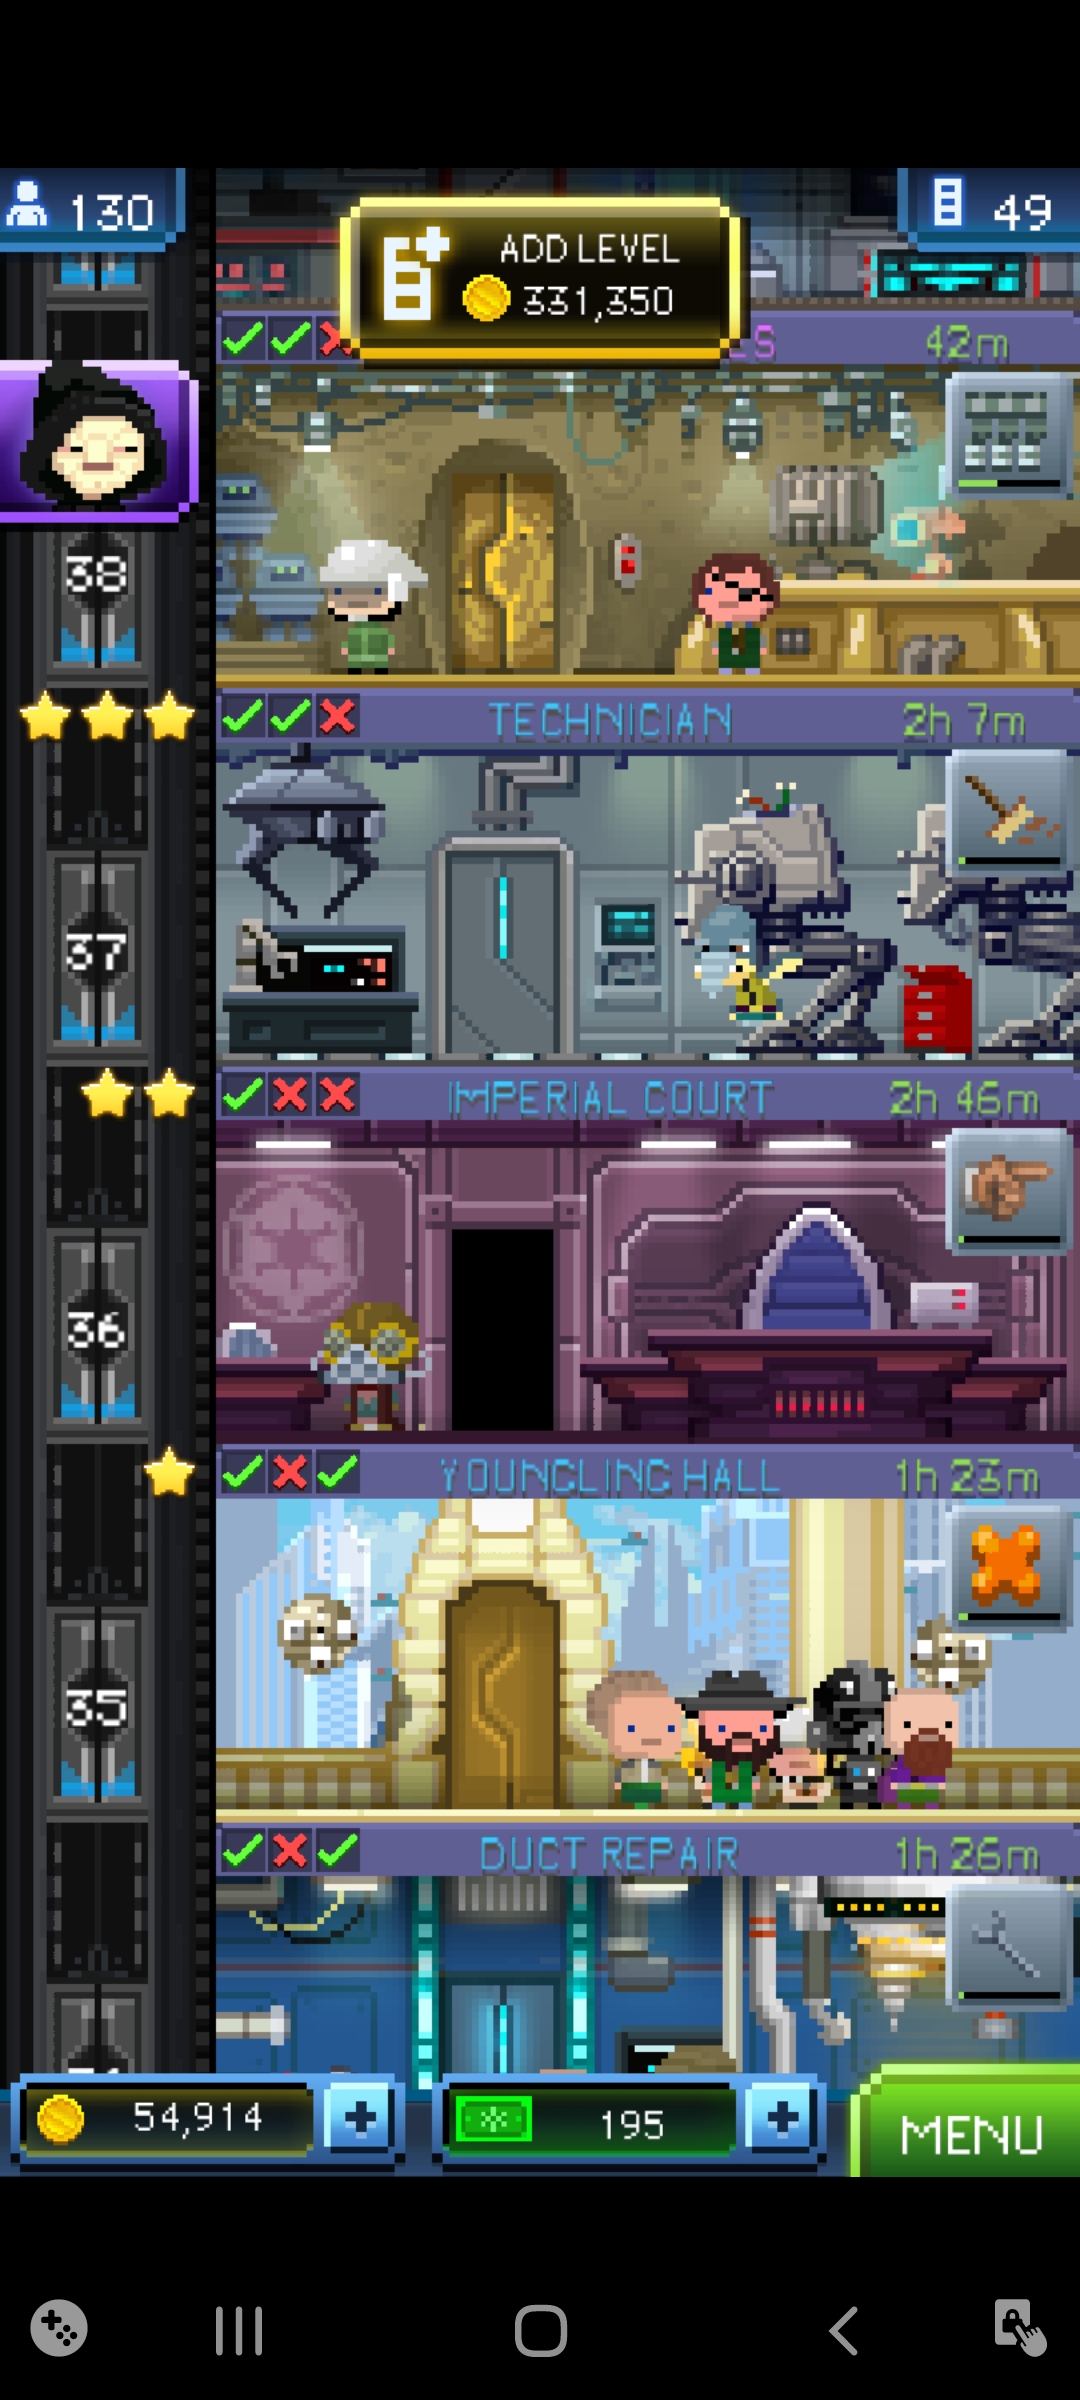 130
49
ADD LEVEL
331,350
42m
38
TECHNICIAN
2h 7m
37
IMPERIAL COURT
2h 46m
36
YOUNGLING HALL
1h 23m
35
DUCT REPAIR
1h 26m
54,914
195
MENU